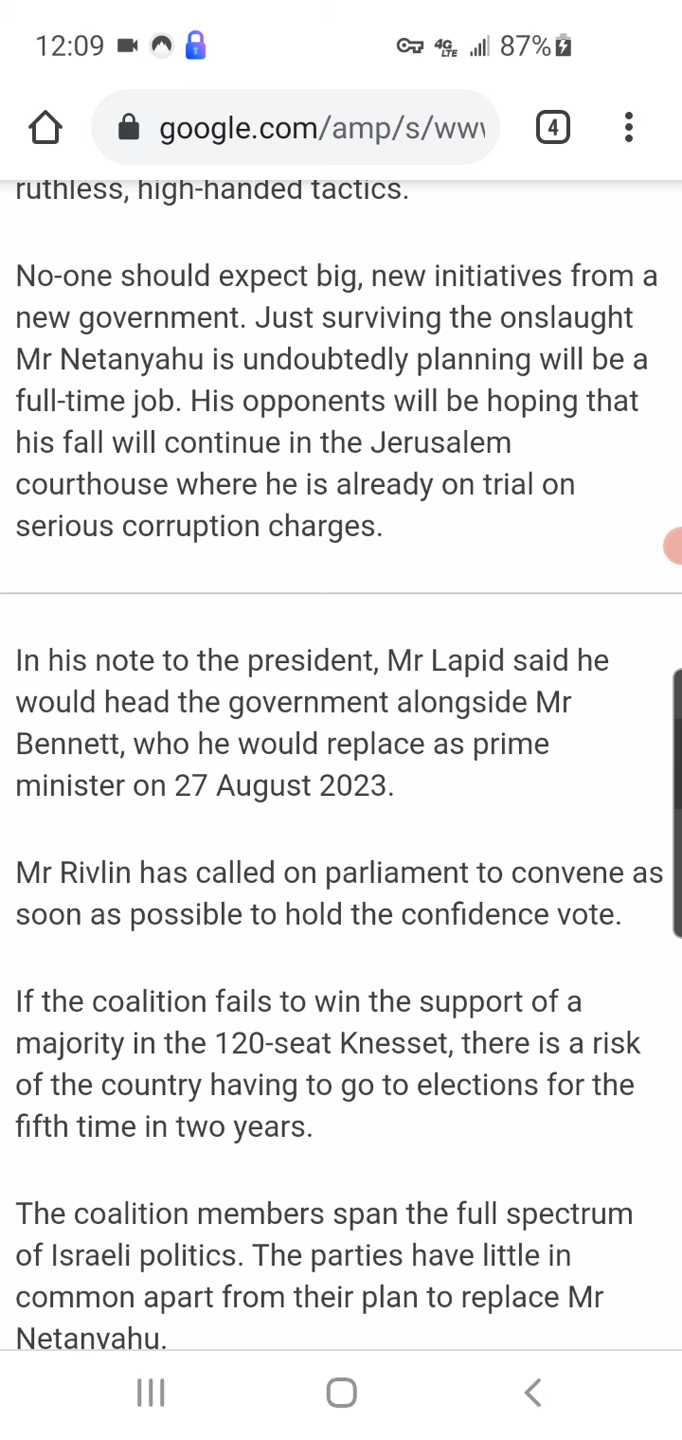 12:09
4G
LTE
87%
google.com/amp/s/www
4
ruthless, high-handed tactics.
No-one should expect big, new initiatives from a
new government. Just surviving the onslaught
Mr Netanyahu is undoubtedly planning will be a
full-time job. His opponents will be hoping that
his fall will continue in the Jerusalem
courthouse where he is already on trial on
serious corruption charges.
In his note to the president, Mr Lapid said he
would head the government alongside Mr
Bennett, who he would replace as prime
minister on 27 August 2023.
Mr Rivlin has called on parliament to convene as
soon as possible to hold the confidence vote.
If the coalition fails to win the support of a
majority in the 120-seat Knesset, there is a risk
of the country having to go to elections for the
fifth time in two years.
The coalition members span the full spectrum
of Israeli politics. The parties have little in
common apart from their plan to replace Mr
Netanyahu.